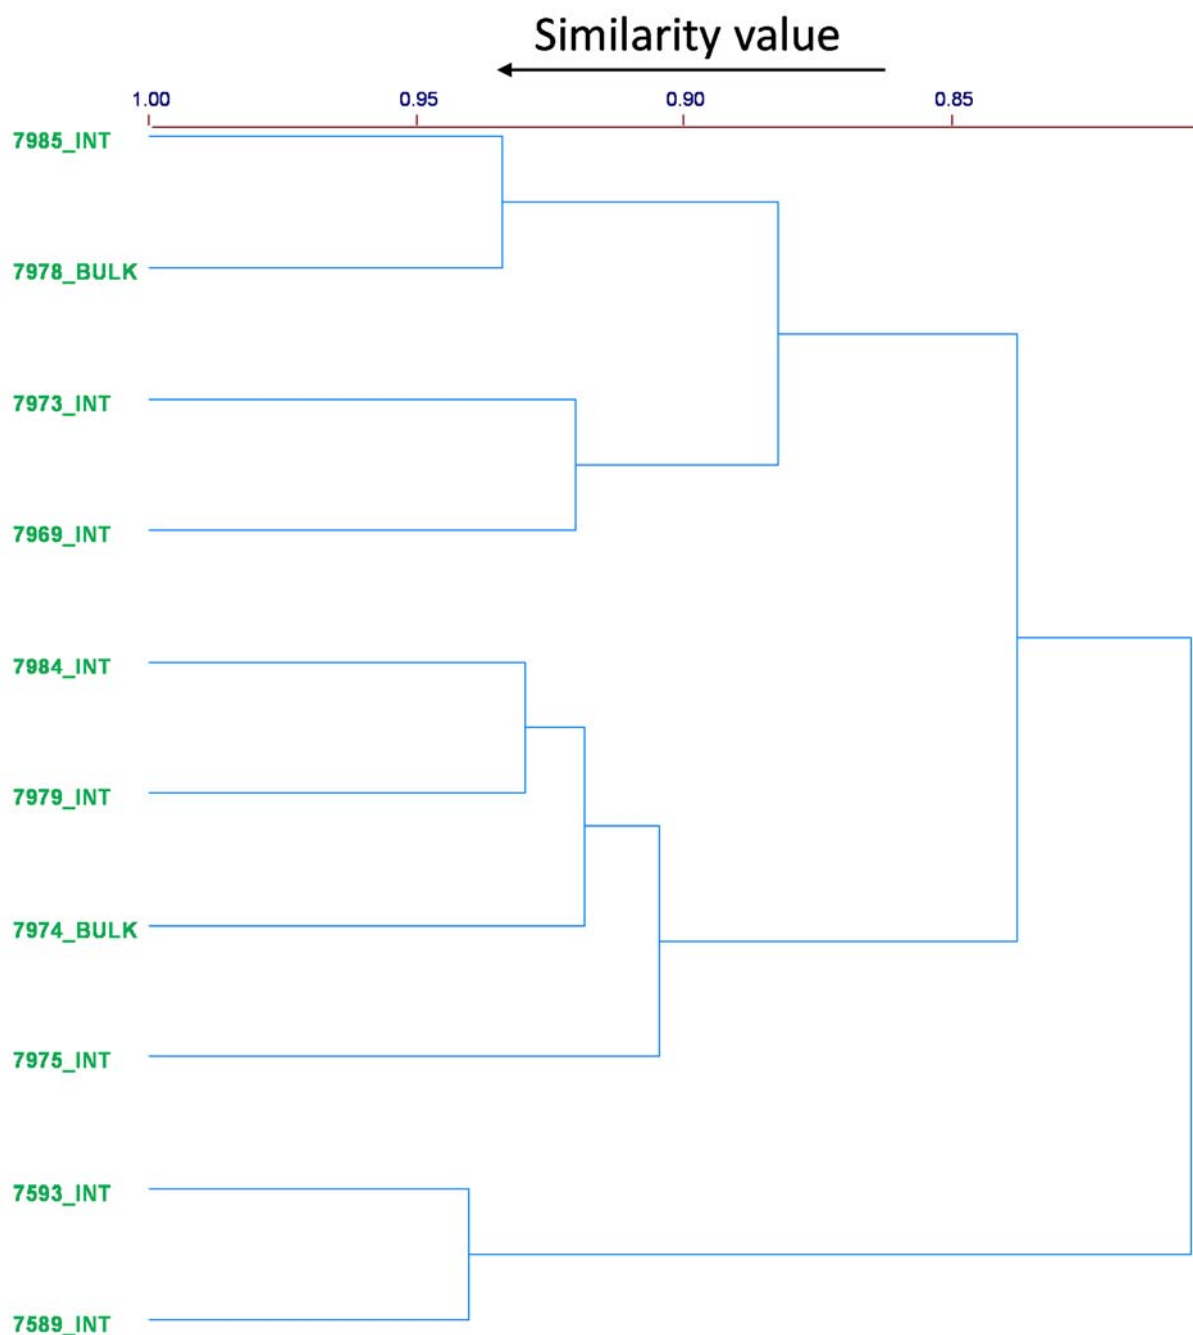 Similarity value
1.00 0.95 0.90 0.85
7985_INT
7978_BULK
7973_INT
7969_INT
7984_INT
7979_INT
7974_BULK
7975_INT
7593_INT
7589_INT